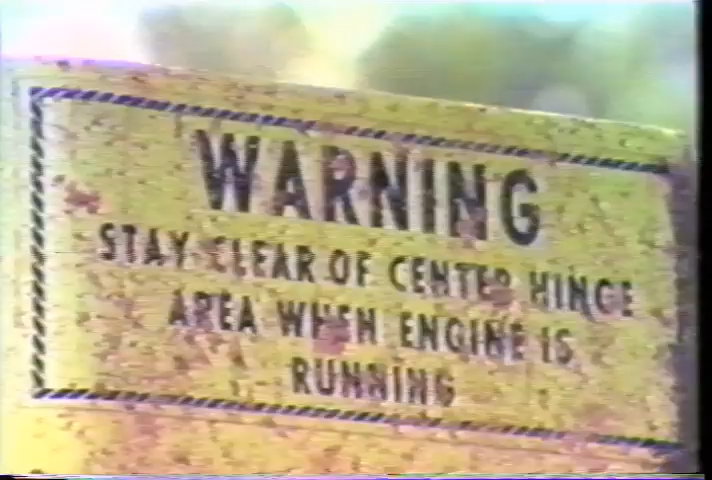 WARNING
STAY CLEAR OF CENTER HINGE
AREA WHEN ENGINE IS
RUNNING